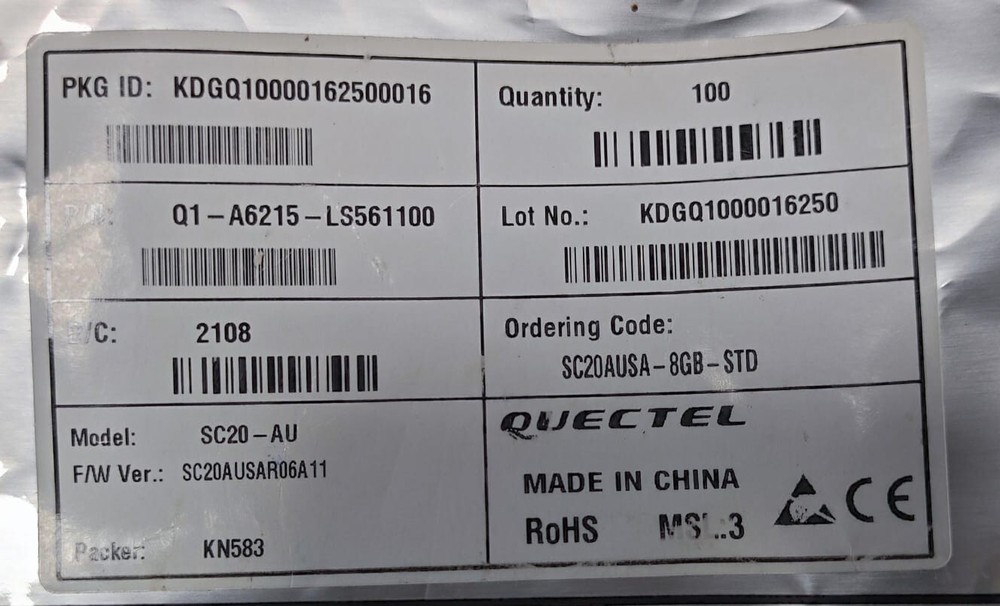 PKG ID: KDGQ10000162500016
Quantity: 100
Q1-A6215-LS561100
Lot No.: KDGQ1000016250
/C: 2108
Ordering Code:
SC20AUSA-8GB-STD
Model: SC20-AU
F/W Ver.: SC20AUSAR06A11
Packer: KN583
QUECTEL
MADE IN CHINA
RoHS
CE